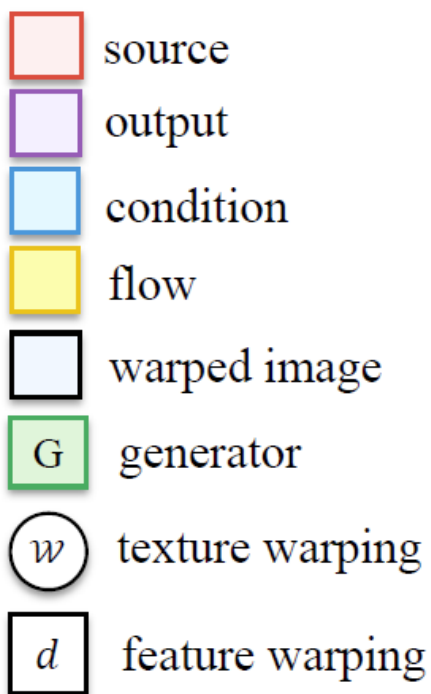 source
output
condition
flow
warped image
G generator
w texture warping
d feature warping